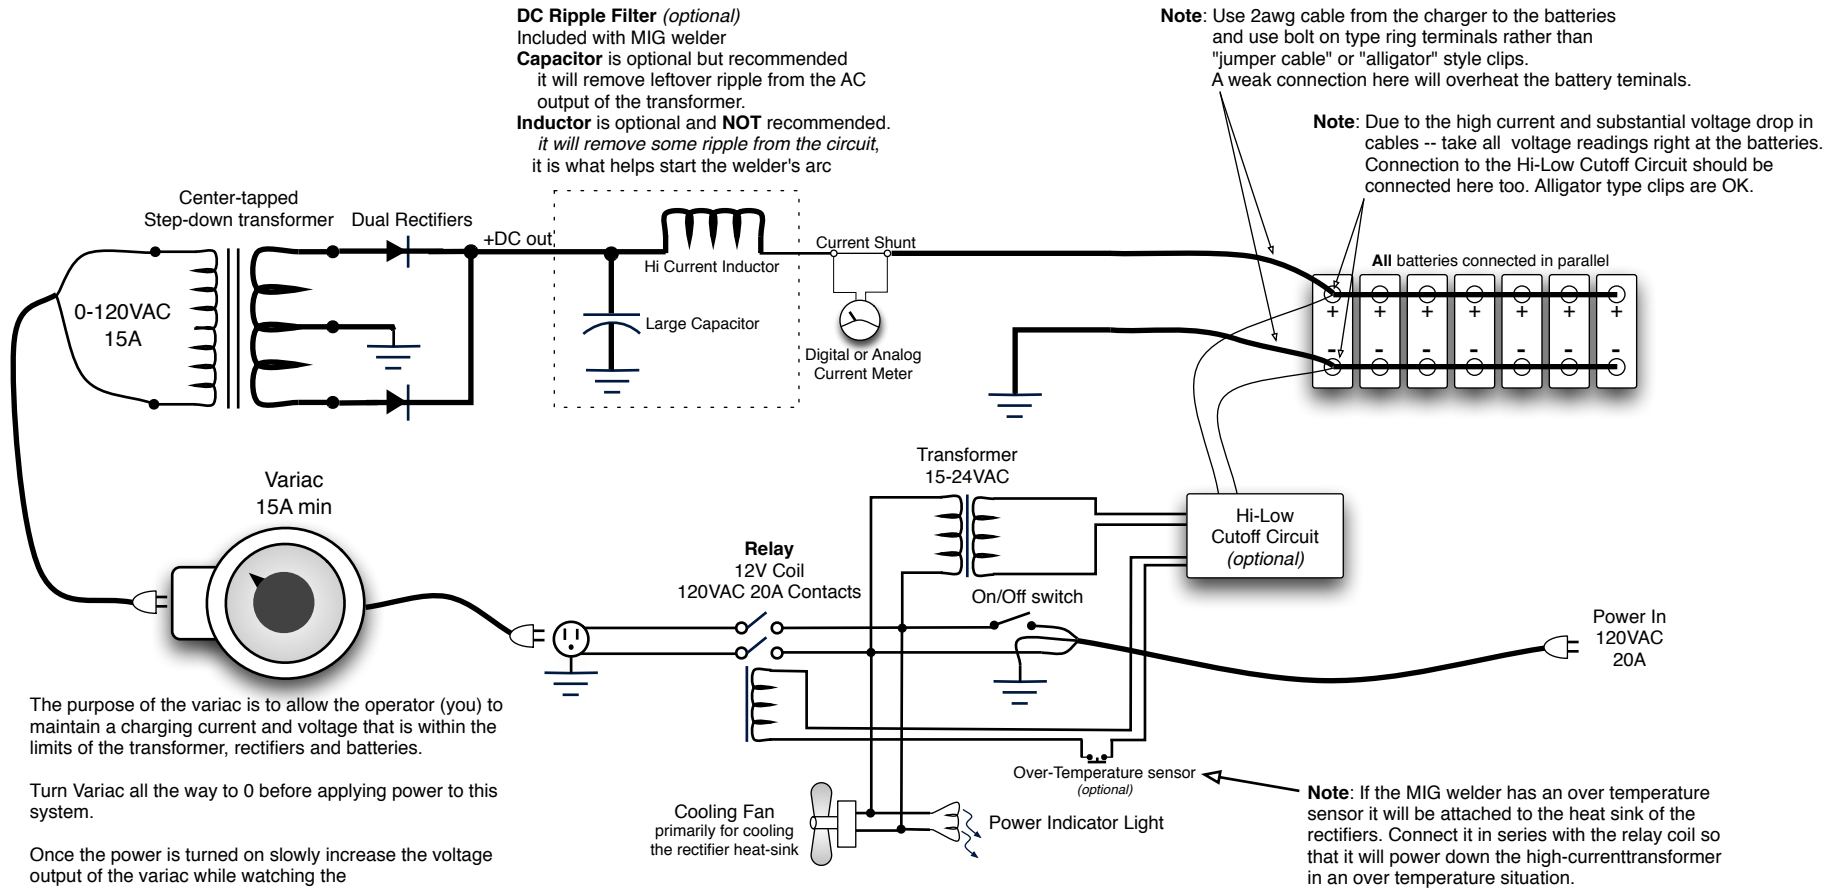 DC Ripple Filter (optional)
Included with MIG welder
Capacitor is optional but recommended
it will remove leftover ripple from the AC
output of the transformer.
Inductor is optional and NOT recommended.
it will remove some ripple from the circuit,
it is what helps start the welder's arc
Note: Use 2awg cable from the charger to the batteries
and use bolt on type ring terminals rather than
"jumper cable" or "alligator" style clips.
A weak connection here will overheat the battery teminals.
Note: Due to the high current and substantial voltage drop in
cables -- take all voltage readings right at the batteries.
Connection to the Hi-Low Cutoff Circuit should be
connected here too. Alligator type clips are OK.
Center-tapped
Step-down transformer
Dual Rectifiers
+DC out
Hi Current Inductor
Current Shunt
All batteries connected in parallel
0-120VAC
15A
Large Capacitor
Digital or Analog
Current Meter
+ + + + + + +
- - - - - - -
Transformer
15-24VAC
Variac
15A min
Hi-Low
Cutoff Circuit
(optional)
Relay
12V Coil
120VAC 20A Contacts
On/Off switch
Power In
120VAC
20A
The purpose of the variac is to allow the operator (you) to
maintain a charging current and voltage that is within the
limits of the transformer, rectifiers and batteries.
Turn Variac all the way to 0 before applying power to this
system.
Once the power is turned on slowly increase the voltage
output of the variac while watching the
Over-Temperature sensor
(optional)
Cooling Fan
primarily for cooling
the rectifier heat-sink
Power Indicator Light
Note: If the MIG welder has an over temperature
sensor it will be attached to the heat sink of the
rectifiers. Connect it in series with the relay coil so
that it will power down the high-currenttransformer
in an over temperature situation.